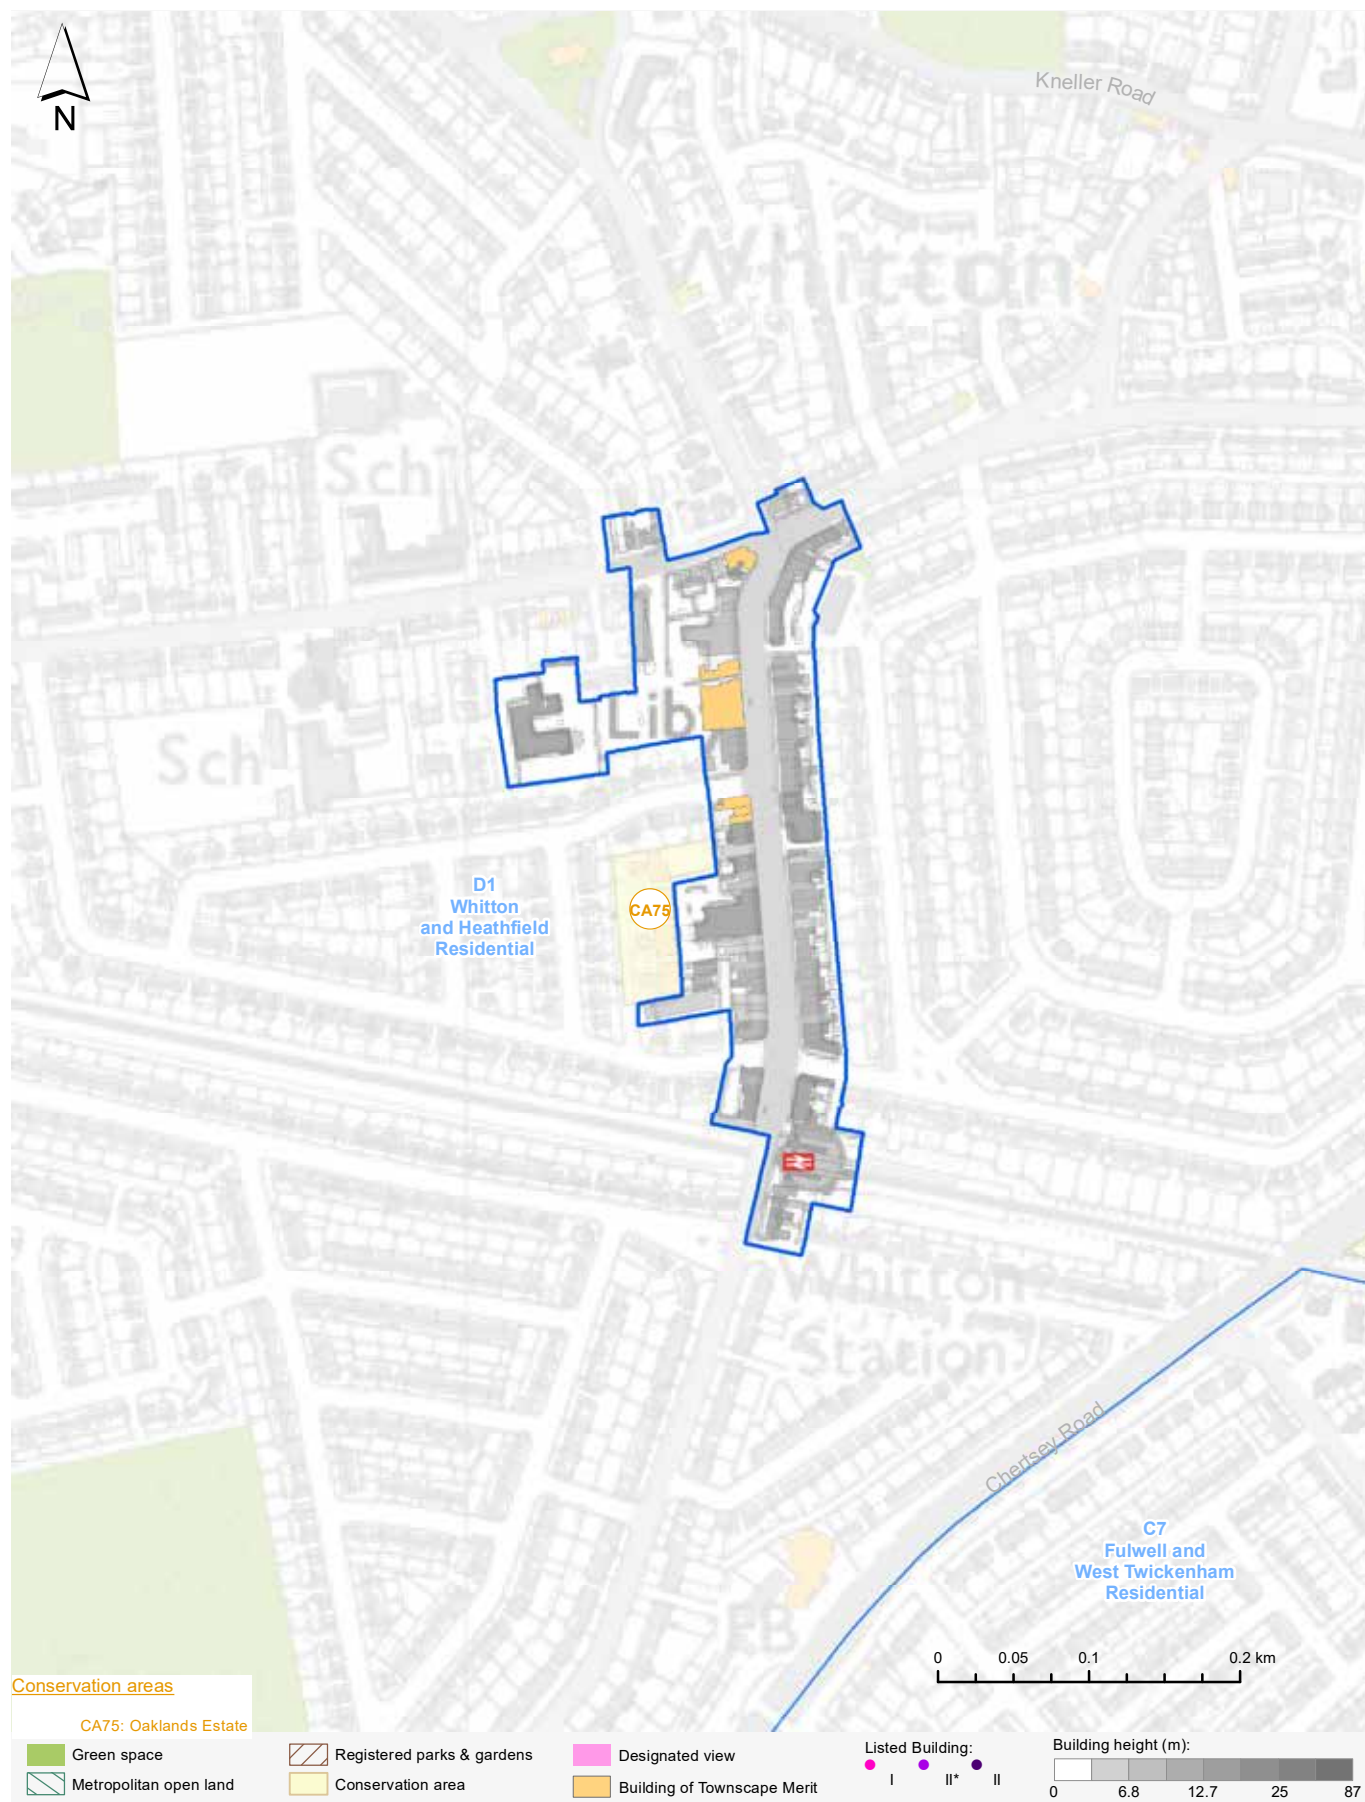 N
Kneller Road
Whitton
Sch
Lib
Sch
D1
Whitton
and Heathfield
Residential
CA75
Whitton
Station
Chertsey Road
C7
Fulwell and
West Twickenham
Residential
PB
0 0.05 0.1 0.2 km
Conservation areas
CA75: Oaklands Estate
Green space
Metropolitan open land
Registered parks & gardens
Conservation area
Designated view
Building of Townscape Merit
Listed Building:
I II* II
Building height (m):
0 6.8 12.7 25 87